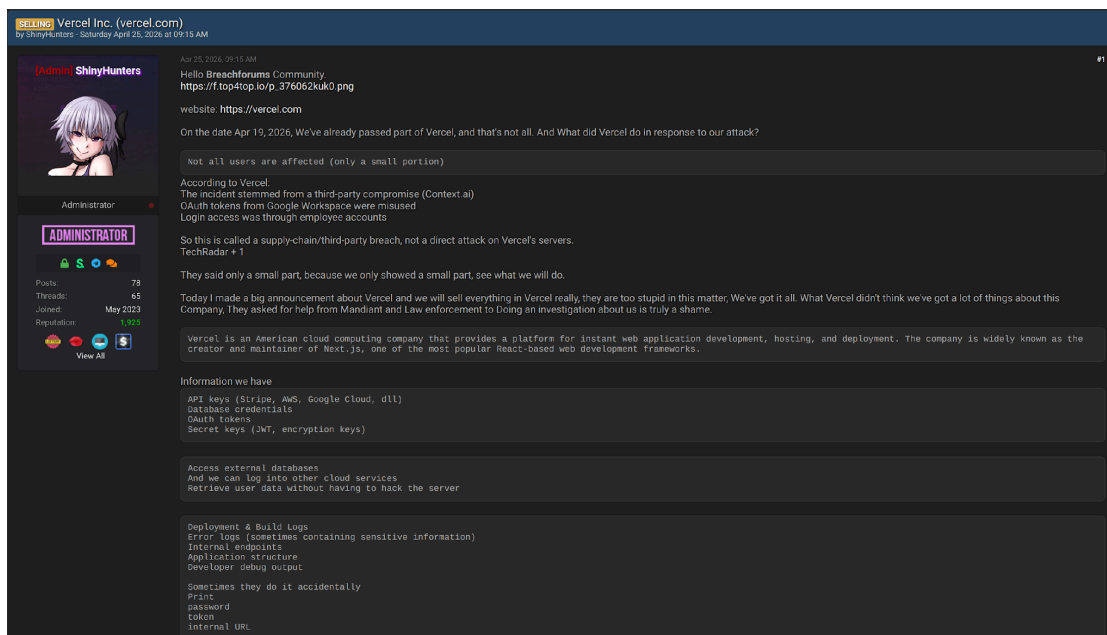 SELLING Vercel Inc. (vercel.com)
by ShinyHunters - Saturday April 25, 2026 at 09:15 AM
[Admin] ShinyHunters
Administrator
ADMINISTRATOR
Posts: 78
Threads: 65
Joined: May 2023
Reputation: 1,925
View All
Apr 25, 2026, 09:15 AM
#1
Hello Breachforums Community.
https://f.top4top.io/p_376062kuk0.png
website: https://vercel.com
On the date Apr 19, 2026, We've already passed part of Vercel, and that's not all. And What did Vercel do in response to our attack?
Not all users are affected (only a small portion)
According to Vercel:
The incident stemmed from a third-party compromise (Context.ai)
OAuth tokens from Google Workspace were misused
Login access was through employee accounts
So this is called a supply-chain/third-party breach, not a direct attack on Vercel's servers.
TechRadar + 1
They said only a small part, because we only showed a small part, see what we will do.
Today I made a big announcement about Vercel and we will sell everything in Vercel really, they are too stupid in this matter, We've got it all. What Vercel didn't think we've got a lot of things about this
Company, They asked for help from Mandiant and Law enforcement to Doing an investigation about us is truly a shame.
Vercel is an American cloud computing company that provides a platform for instant web application development, hosting, and deployment. The company is widely known as the
creator and maintainer of Next.js, one of the most popular React-based web development frameworks.
Information we have
API keys (Stripe, AWS, Google Cloud, dll)
Database credentials
OAuth tokens
Secret keys (JWT, encryption keys)
Access external databases
And we can log into other cloud services
Retrieve user data without having to hack the server
Deployment & Build Logs
Error logs (sometimes containing sensitive information)
Internal endpoints
Application structure
Developer debug output
Sometimes they do it accidentally
Print
password
token
internal URL